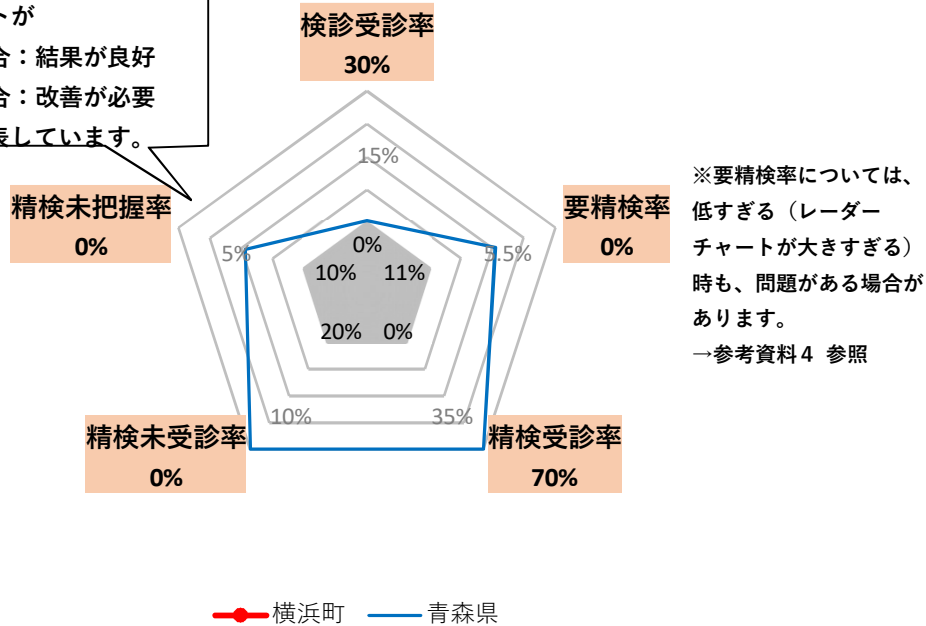 トが
合：結果が良好
合：改善が必要
表しています。
検診受診率
30%
15%
精検未把握率
0%
要精検率
0%
※要精検率については、
低すぎる（レーダー
チャートが大きすぎる）
時も、問題がある場合が
あります。
→参考資料４ 参照
5%
5.5%
0%
10%
11%
20%
0%
10%
35%
精検未受診率
0%
精検受診率
70%
横浜町
青森県